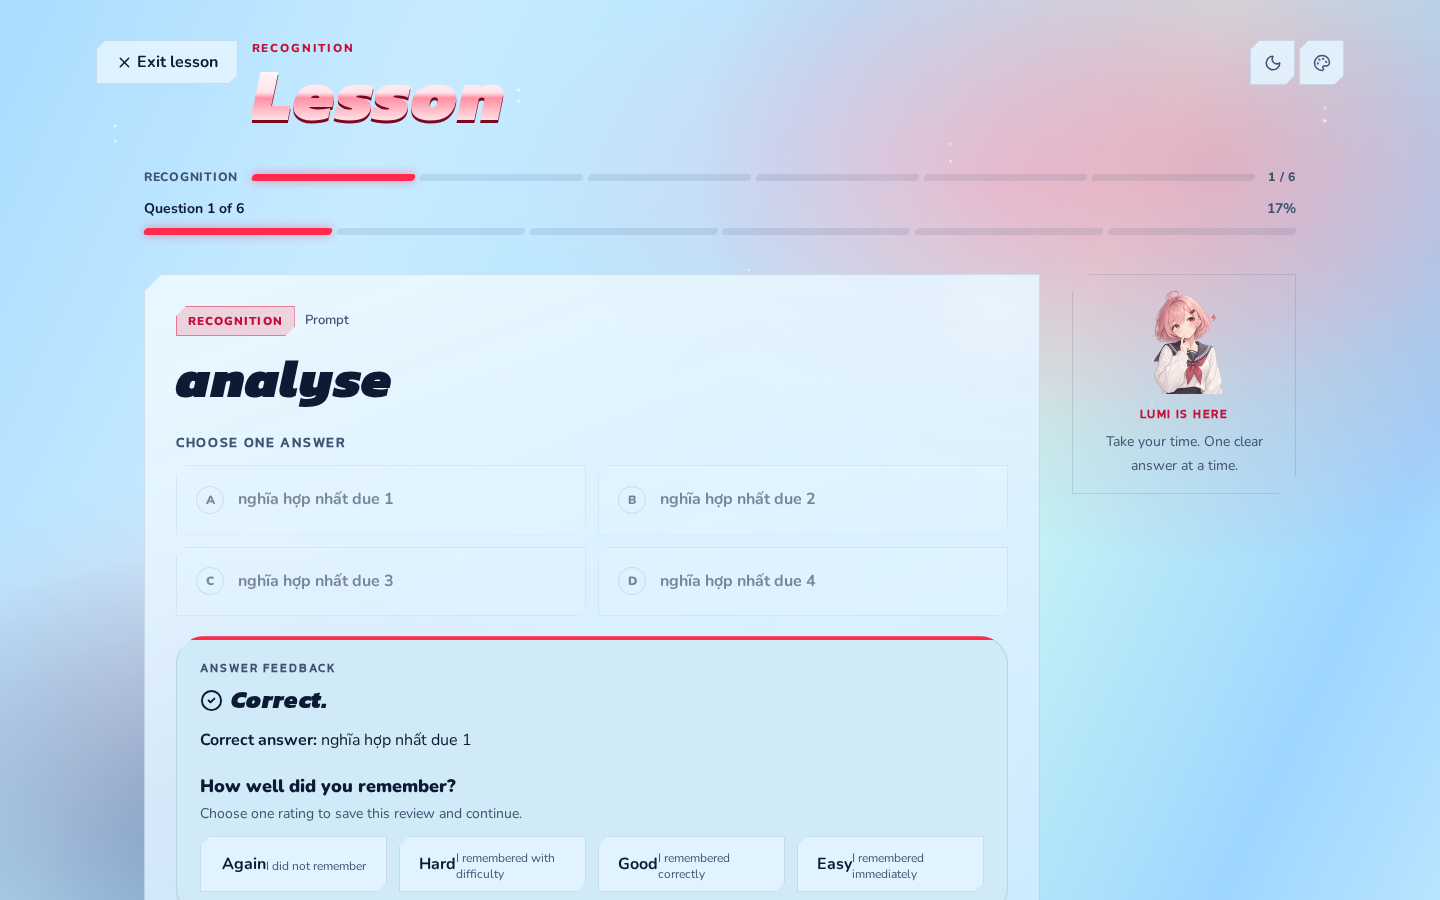 Exit lesson
RECOGNITION
Lesson
RECOGNITION
1 / 6
Question 1 of 6
17%
RECOGNITION
Prompt
analyse
CHOOSE ONE ANSWER
A
nghĩa hợp nhất due 1
B
nghĩa hợp nhất due 2
C
nghĩa hợp nhất due 3
D
nghĩa hợp nhất due 4
ANSWER FEEDBACK
Correct.
Correct answer: nghĩa hợp nhất due 1
How well did you remember?
Choose one rating to save this review and continue.
Again
I did not remember
Hard
I remembered with
difficulty
Good
I remembered
correctly
Easy
I remembered
immediately
LUMI IS HERE
Take your time. One clear
answer at a time.